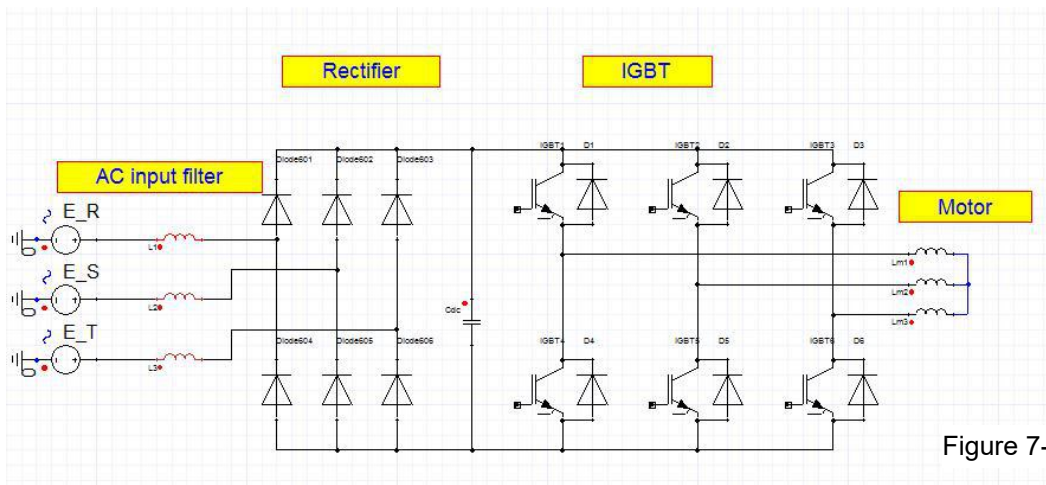 Rectifier
IGBT
AC input filter
Motor
Diode601
Diode602
Diode603
IGBT1
D1
IGBT2
D2
IGBT3
D3
E_R
L1
E_S
L2
E_T
L3
Cdc
Lm1
Lm2
Lm3
Diode604
Diode605
Diode606
IGBT4
D4
IGBT5
D5
IGBT6
D6
Figure 7-